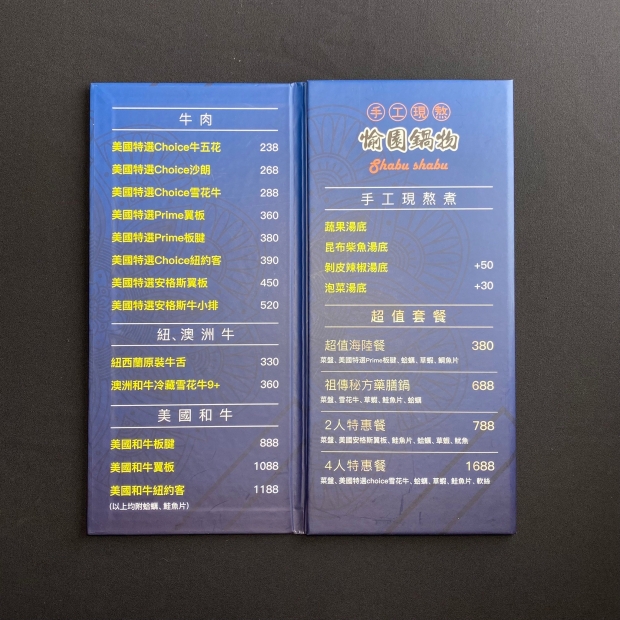 牛肉
美國特選Choice牛五花 238
美國特選Choice沙朗 268
美國特選Choice雪花牛 288
美國特選Prime翼板 360
美國特選Prime板腱 380
美國特選Choice紐約客 390
美國特選安格斯翼板 450
美國特選安格斯牛小排 520
紐、澳洲牛
紐西蘭原裝牛舌 330
澳洲和牛冷藏雪花牛9+ 360
美國和牛
美國和牛板腱 888
美國和牛翼板 1088
美國和牛紐約客 1188
(以上均附蛤蠣、鮭魚片)
手工現熬
愉園鍋物
Shabu shabu
手工現熬煮
蔬果湯底
昆布柴魚湯底
剝皮辣椒湯底 +50
泡菜湯底 +30
超值套餐
超值海陸餐 380
菜盤、美國特選Prime板腱、蛤蠣、草蝦、鯛魚片
祖傳秘方藥膳鍋 688
菜盤、雪花牛、草蝦、鮭魚片、蛤蠣
2人特惠餐 788
菜盤、美國安格斯翼板、鮭魚片、蛤蠣、草蝦、魷魚
4人特惠餐 1688
菜盤、美國特選choice雪花牛、蛤蠣、草蝦、鮭魚片、軟絲